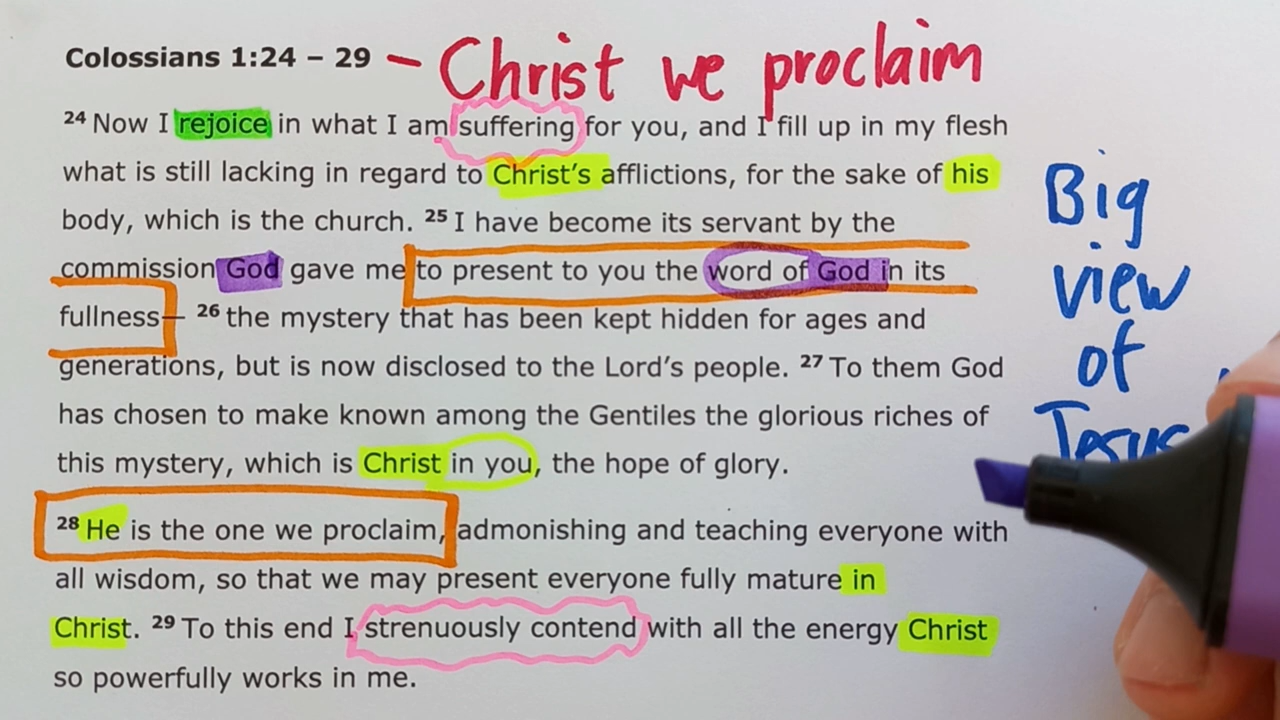 Colossians 1:24 – 29 – Christ we proclaim
²⁴ Now I rejoice in what I am suffering for you, and I fill up in my flesh
what is still lacking in regard to Christ’s afflictions, for the sake of his
body, which is the church. ²⁵ I have become its servant by the
commission God gave me to present to you the word of God in its
fullness— ²⁶ the mystery that has been kept hidden for ages and
generations, but is now disclosed to the Lord’s people. ²⁷ To them God
has chosen to make known among the Gentiles the glorious riches of
this mystery, which is Christ in you, the hope of glory.
²⁸ He is the one we proclaim, admonishing and teaching everyone with
all wisdom, so that we may present everyone fully mature in
Christ. ²⁹ To this end I strenuously contend with all the energy Christ
so powerfully works in me.
Big
view
of
Jesus